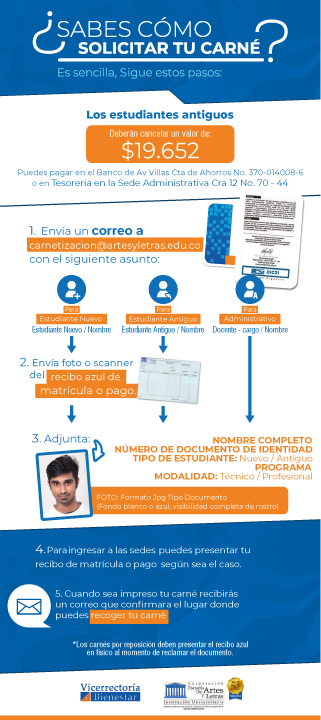 ¿SABES CÓMO
SOLICITAR TU CARNÉ?
Es sencilla, Sigue estos pasos:
Los estudiantes antiguos
Deberán cancelar un valor de:
$19.652
Puedes pagar en el Banco de Av Villas Cta de Ahorros No. 370-014008-6
o en Tesorería en la Sede Administrativa Cra 12 No. 70 - 44
1. Envía un correo a
carnetizacion@artesyletras.edu.co
con el siguiente asunto:
Para
Estudiante Nuevo
Estudiante Nuevo / Nombre
Para
Estudiante Antiguo
Estudiante Antiguo / Nombre
Para
Administrativo
Docente - cargo / Nombre
2. Envía foto o scanner
del recibo azul de
matrícula o pago.
3. Adjunta:
NOMBRE COMPLETO
NÚMERO DE DOCUMENTO DE IDENTIDAD
TIPO DE ESTUDIANTE: Nuevo / Antiguo
PROGRAMA
MODALIDAD: Técnico / Profesional
FOTO: Formato Jpg Tipo Documento
(Fondo blanco o azul, visibilidad completa de rostro)
4. Para ingresar a las sedes puedes presentar tu
recibo de matrícula o pago según sea el caso.
5. Cuando sea impreso tu carné recibirás
un correo que confirmara el lugar donde
puedes recoger tu carné
*Los carnés por reposición deben presentar el recibo azul
en físico al momento de reclamar el documento.
Vicerrectoría
Bienestar
Corporación
Escuela de
Artes
y Letras
Institución Universitaria